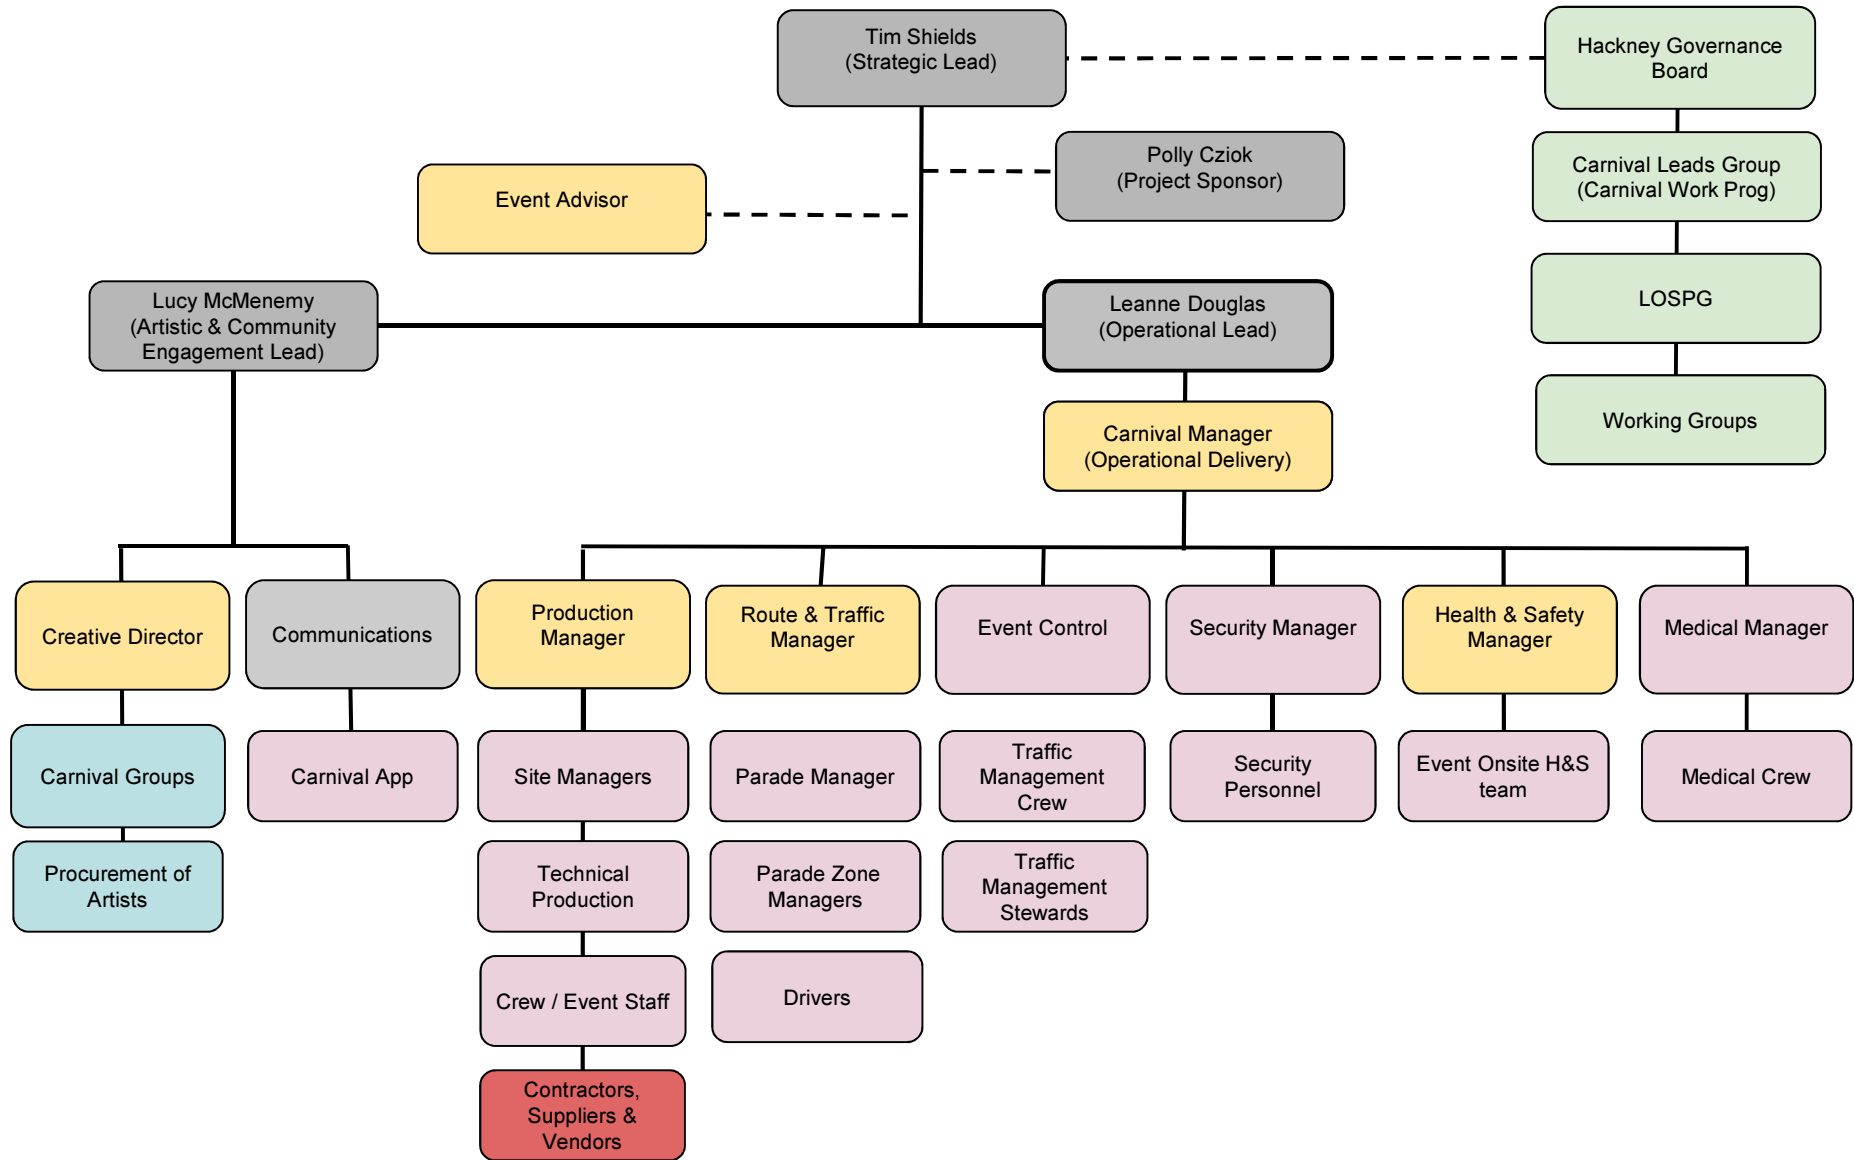 Tim Shields
(Strategic Lead)
Hackney Governance
Board
Polly Cziok
(Project Sponsor)
Carnival Leads Group
(Carnival Work Prog)
Event Advisor
Lucy McMenemy
(Artistic & Community
Engagement Lead)
Leanne Douglas
(Operational Lead)
LOSPG
Carnival Manager
(Operational Delivery)
Working Groups
Creative Director
Communications
Production
Manager
Route & Traffic
Manager
Event Control
Security Manager
Health & Safety
Manager
Medical Manager
Carnival Groups
Carnival App
Site Managers
Parade Manager
Traffic
Management
Crew
Security
Personnel
Event Onsite H&S
team
Medical Crew
Procurement of
Artists
Technical
Production
Parade Zone
Managers
Traffic
Management
Stewards
Crew / Event Staff
Drivers
Contractors,
Suppliers &
Vendors